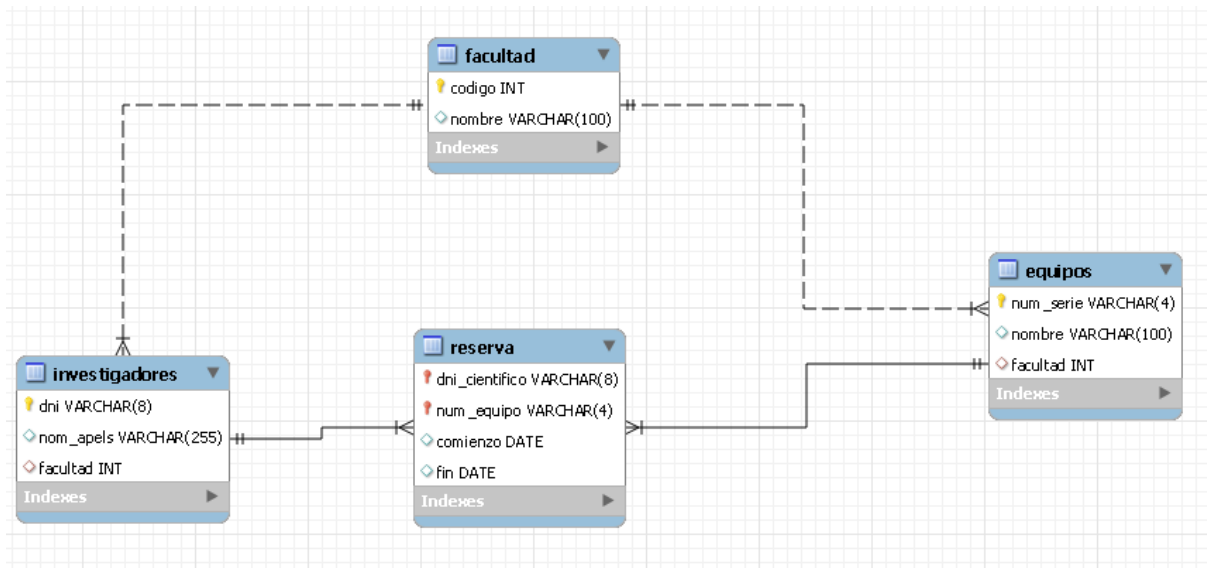 facultad
codigo INT
nombre VARCHAR(100)
Indexes
equipos
num_serie VARCHAR(4)
nombre VARCHAR(100)
facultad INT
Indexes
reserva
dni_cientifico VARCHAR(8)
num_equipo VARCHAR(4)
comienzo DATE
fin DATE
Indexes
investigadores
dni VARCHAR(8)
nom_apels VARCHAR(255)
facultad INT
Indexes